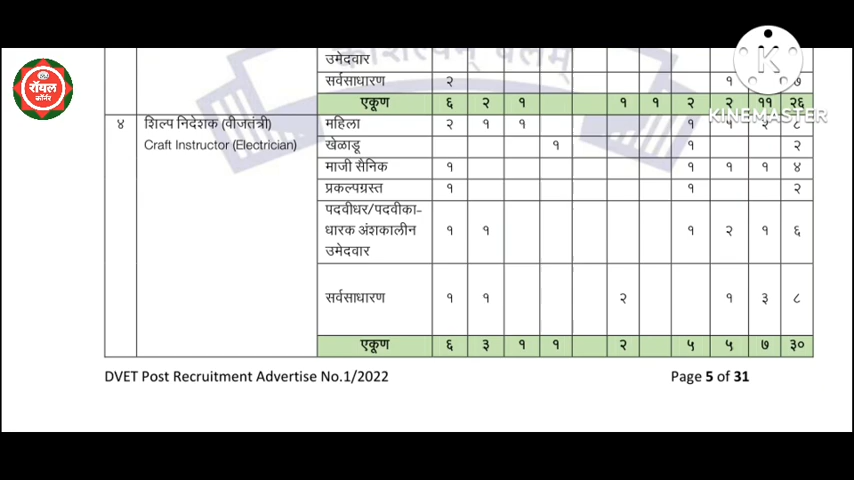 रॉयल
कॉर्नर
उमेदवार
सर्वसाधारण २ १ ७
एकूण ६ २ १ १ १ २ २ ११ २६
KINEMASTER
४ शिल्प निदेशक (वीजतंत्री) महिला २ १ १ १ १ २ ८
Craft Instructor (Electrician) खेळाडू १ १ २
माजी सैनिक १ १ १ १ ४
प्रकल्पग्रस्त १ १ २
पदवीधर/पदवीका-
धारक अंशकालीन १ १ १ २ १ ६
उमेदवार
सर्वसाधारण १ १ २ १ ३ ८
एकूण ६ ३ १ १ २ ५ ५ ७ ३०
DVET Post Recruitment Advertise No.1/2022 Page 5 of 31